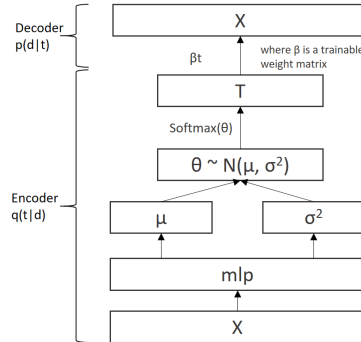 Decoder
p(d|t)
X
βt
where β is a trainable
weight matrix
T
Softmax(θ)
θ ~ N(μ, σ²)
Encoder
q(t|d)
μ
σ²
mlp
X